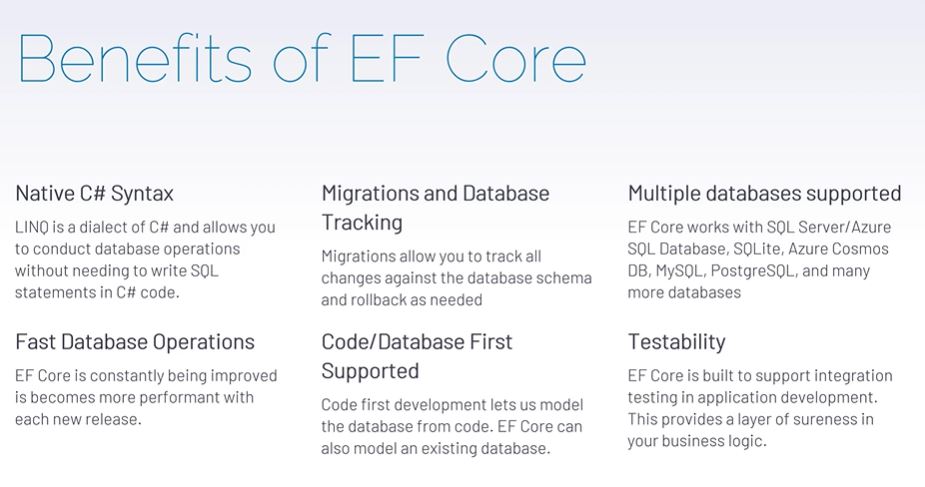 Benefits of EF Core
Native C# Syntax
LINQ is a dialect of C# and allows you
to conduct database operations
without needing to write SQL
statements in C# code.
Migrations and Database
Tracking
Migrations allow you to track all
changes against the database schema
and rollback as needed
Multiple databases supported
EF Core works with SQL Server/Azure
SQL Database, SQLite, Azure Cosmos
DB, MySQL, PostgreSQL, and many
more databases
Fast Database Operations
EF Core is constantly being improved
is becomes more performant with
each new release.
Code/Database First
Supported
Code first development lets us model
the database from code. EF Core can
also model an existing database.
Testability
EF Core is built to support integration
testing in application development.
This provides a layer of sureness in
your business logic.